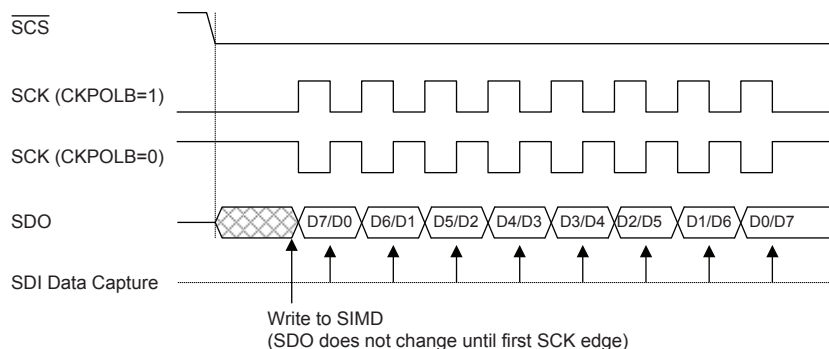 SCS
SCK (CKPOLB=1)
SCK (CKPOLB=0)
SDO
D7/D0 D6/D1 D5/D2 D4/D3 D3/D4 D2/D5 D1/D6 D0/D7
SDI Data Capture
Write to SIMD
(SDO does not change until first SCK edge)